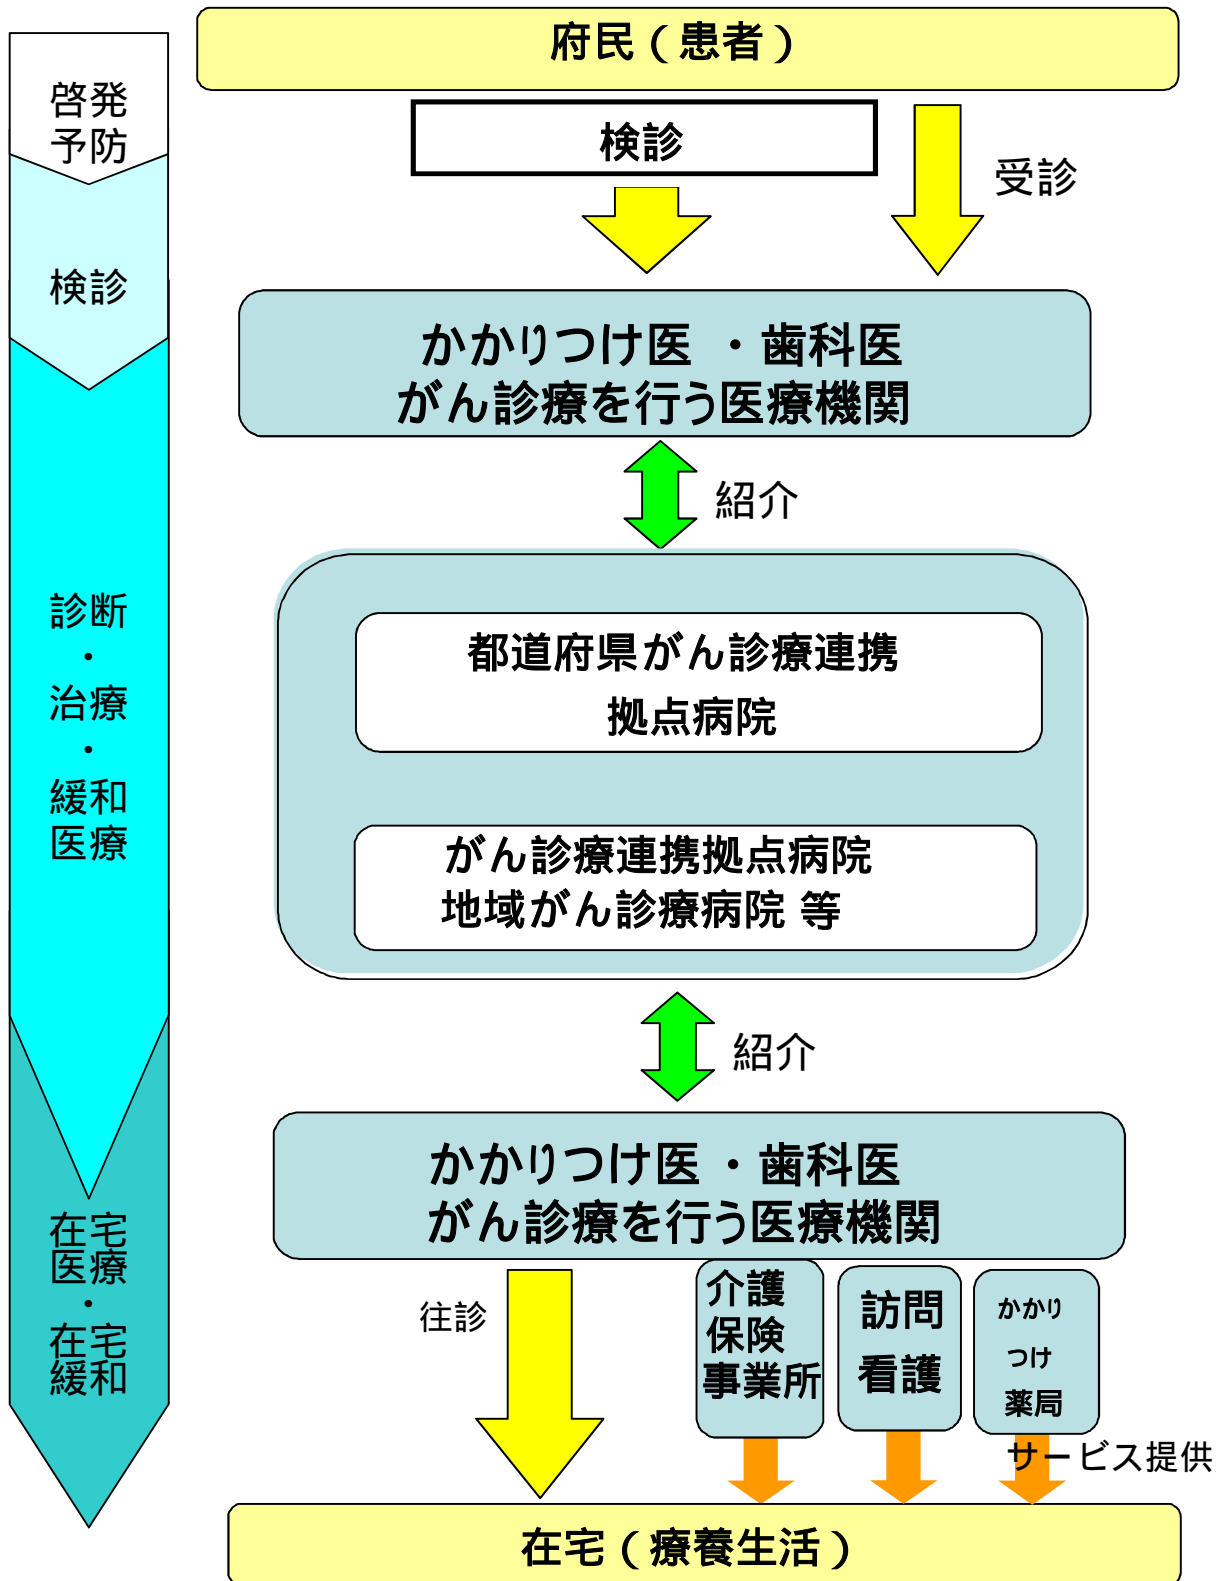 府民（患者）
啓発
予防
検診
受診
検診
かかりつけ医 ・歯科医
がん診療を行う医療機関
紹介
診断
・
治療
・
緩和
医療
都道府県がん診療連携
拠点病院
がん診療連携拠点病院
地域がん診療病院 等
紹介
かかりつけ医 ・歯科医
がん診療を行う医療機関
在宅
医療
・
在宅
緩和
往診
介護
保険
事業所
訪問
看護
かかり
つけ
薬局
サービス提供
在宅（療養生活）